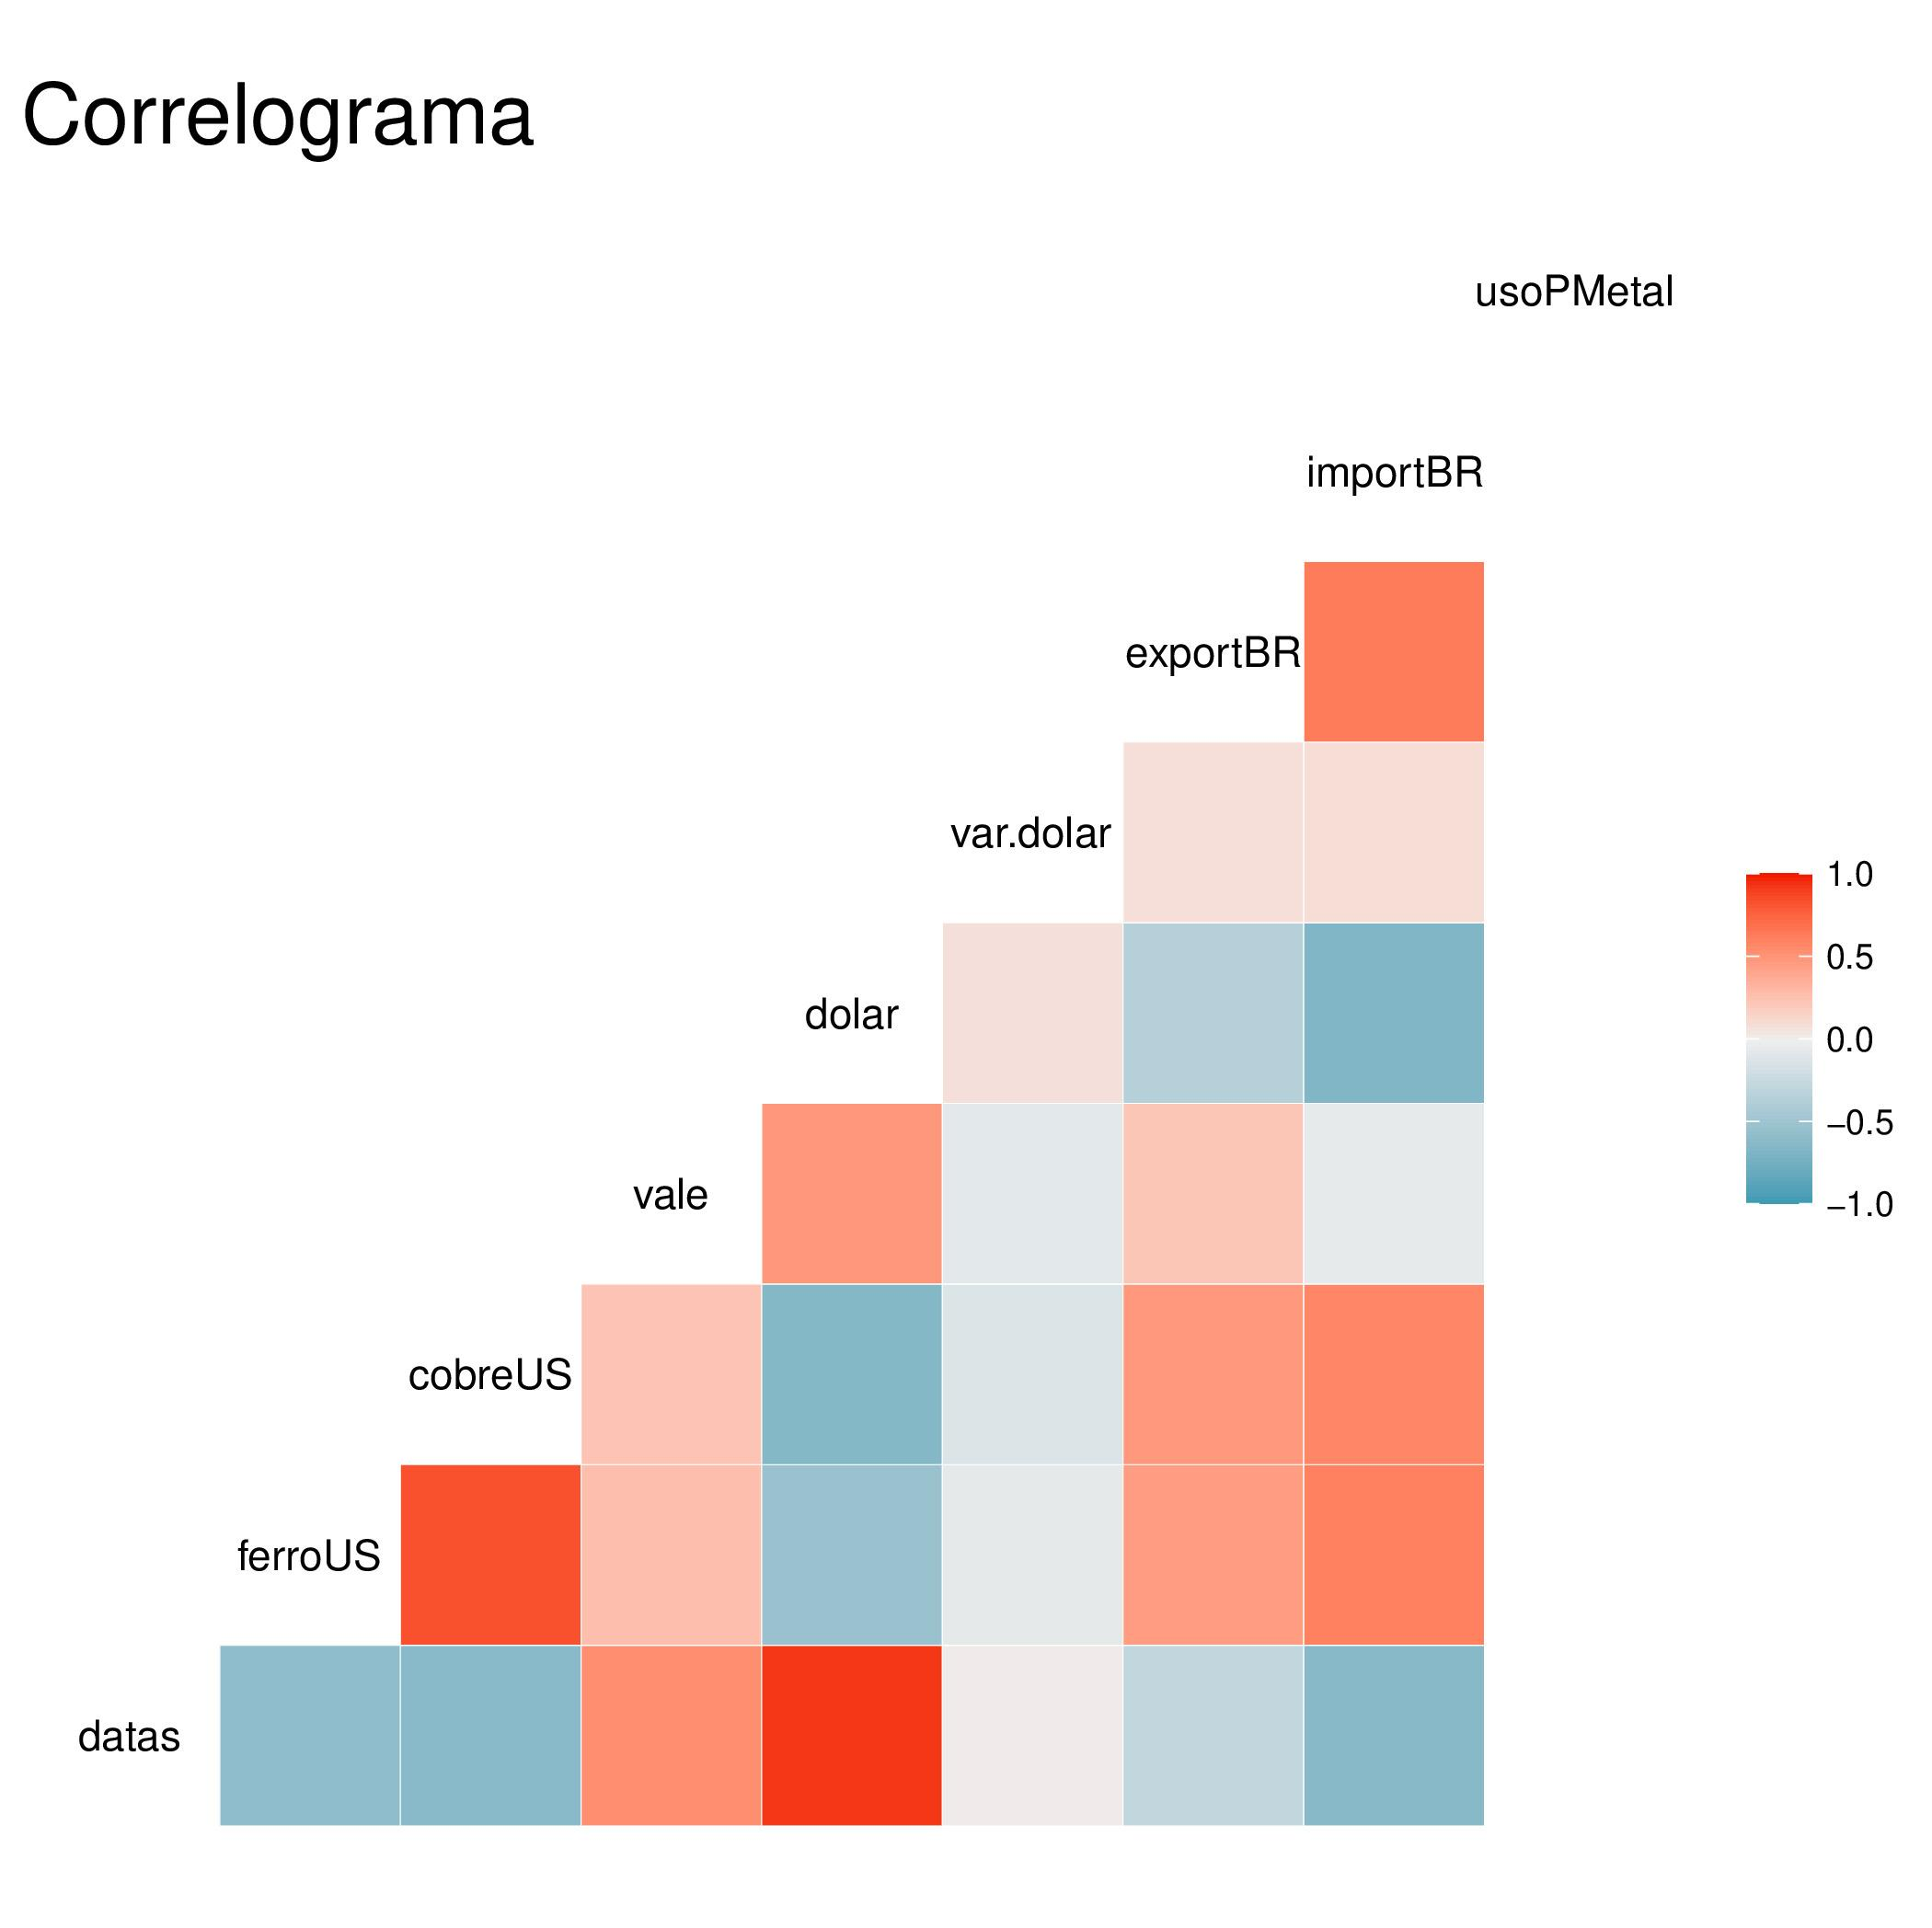 Correlograma
usoPMetal
importBR
exportBR
var.dolar
dolar
vale
cobreUS
ferroUS
datas
1.0
0.5
0.0
−0.5
−1.0